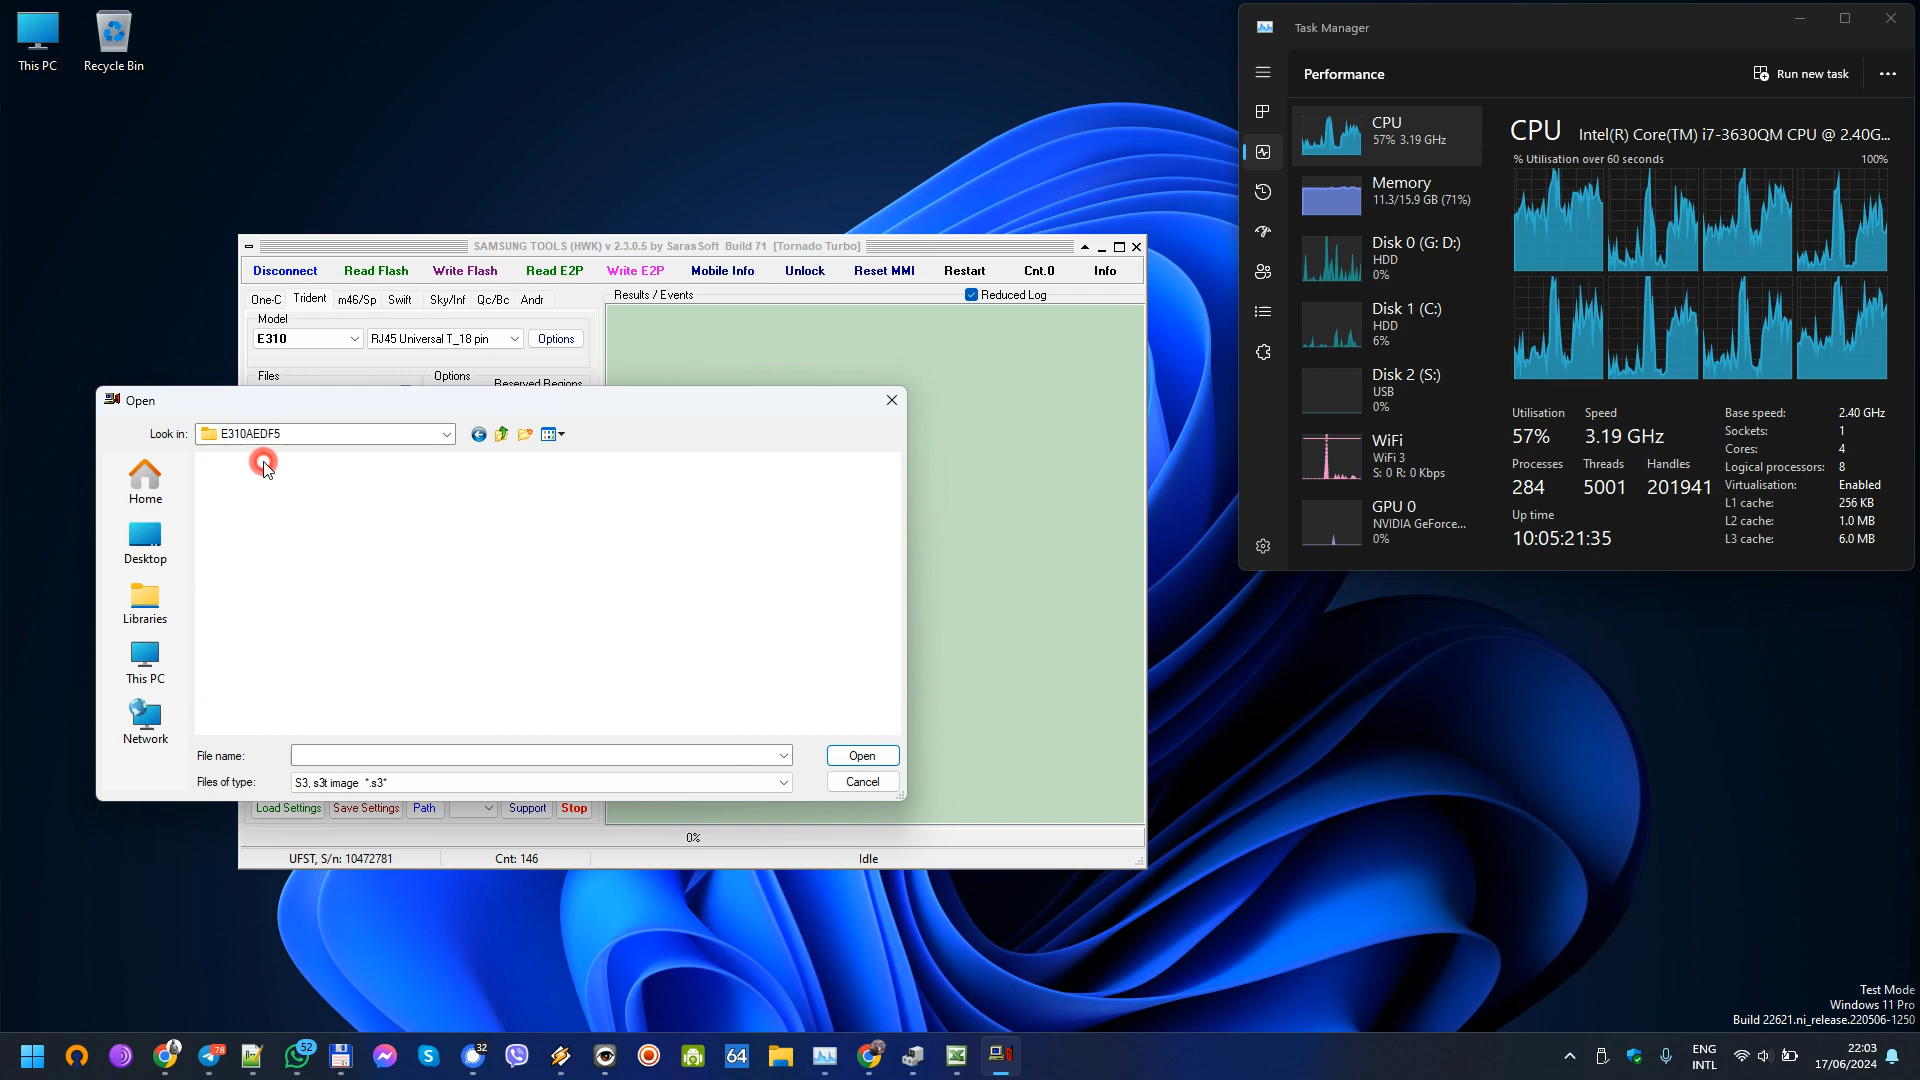 This PC
Recycle Bin
Task Manager
Performance
Run new task
CPU
57% 3.19 GHz
Memory
11.3/15.9 GB (71%)
Disk 0 (G: D:)
HDD
0%
Disk 1 (C:)
HDD
6%
Disk 2 (S:)
USB
0%
WiFi
WiFi 3
S: 0 R: 0 Kbps
GPU 0
NVIDIA GeForce...
0%
CPU
Intel(R) Core(TM) i7-3630QM CPU @ 2.40G...
% Utilisation over 60 seconds
100%
Utilisation
Speed
57%
3.19 GHz
Processes
Threads
Handles
284
5001
201941
Up time
10:05:21:35
Base speed:
2.40 GHz
Sockets:
1
Cores:
4
Logical processors:
8
Virtualisation:
Enabled
L1 cache:
256 KB
L2 cache:
1.0 MB
L3 cache:
6.0 MB
SAMSUNG TOOLS (HWK) v 2.3.0.5 by SarasSoft Build 71 [Tornado Turbo]
Disconnect
Read Flash
Write Flash
Read E2P
Write E2P
Mobile Info
Unlock
Reset MMI
Restart
Cnt.0
Info
One-C
Trident
m46/Sp
Swift
Sky/Inf
Qc/Bc
Andr
Results / Events
Reduced Log
Model
E310
RJ45 Universal T_18 pin
Options
Files
Options
Reserved Regions
Open
Look in:
E310AEDF5
Home
Desktop
Libraries
This PC
Network
File name:
Open
Files of type:
S3, s3t image *.s3*
Cancel
Load Settings
Save Settings
Path
Support
Stop
0%
UFST, S/n: 10472781
Cnt: 146
Idle
Test Mode
Windows 11 Pro
Build 22621.ni_release.220506-1250
78
52
32
64
ENG
INTL
22:03
17/06/2024